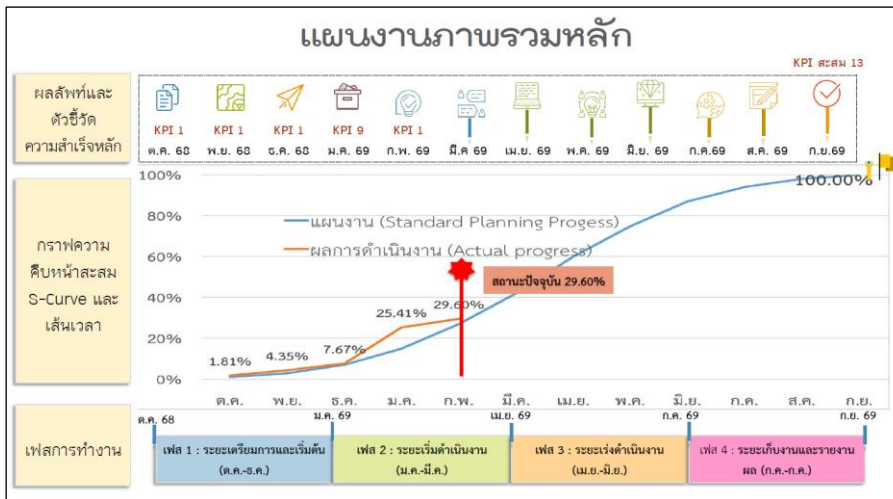 แผนงานภาพรวมหลัก
KPI สะสม 13
ผลลัพท์และ
ตัวชี้วัด
ความสำเร็จหลัก
KPI 1 KPI 1 KPI 1 KPI 9 KPI 1
ต.ค. 68 พ.ย. 68 ธ.ค. 68 ม.ค. 69 ก.พ. 69 มี.ค 69 เม.ย. 69 พ.ค. 69 มิ.ย. 69 ก.ค.69 ส.ค. 69 ก.ย.69
กราฟความ
คืบหน้าสะสม
S-Curve และ
เส้นเวลา
100%
80%
60%
40%
20%
0%
100.00%
แผนงาน (Standard Planning Progess)
ผลการดำเนินงาน (Actual progress)
สถานะปัจจุบัน 29.60%
1.81% 4.35% 7.67% 25.41% 29.60%
ต.ค. พ.ย. ธ.ค. ม.ค. ก.พ. มี.ค. เม.ย. พ.ค. มิ.ย. ก.ค. ส.ค. ก.ย.
ต.ค. 68 ม.ค. 69 เม.ย. 69 ก.ค. 69 ก.ย. 69
เฟสการทำงาน
เฟส 1 : ระยะเตรียมการและเริ่มต้น
(ต.ค.-ธ.ค.)
เฟส 2 : ระยะเริ่มดำเนินงาน
(ม.ค.-มี.ค.)
เฟส 3 : ระยะเร่งดำเนินงาน
(เม.ย.-มิ.ย.)
เฟส 4 : ระยะเก็บงานและรายงาน
ผล (ก.ค.-ก.ค.)